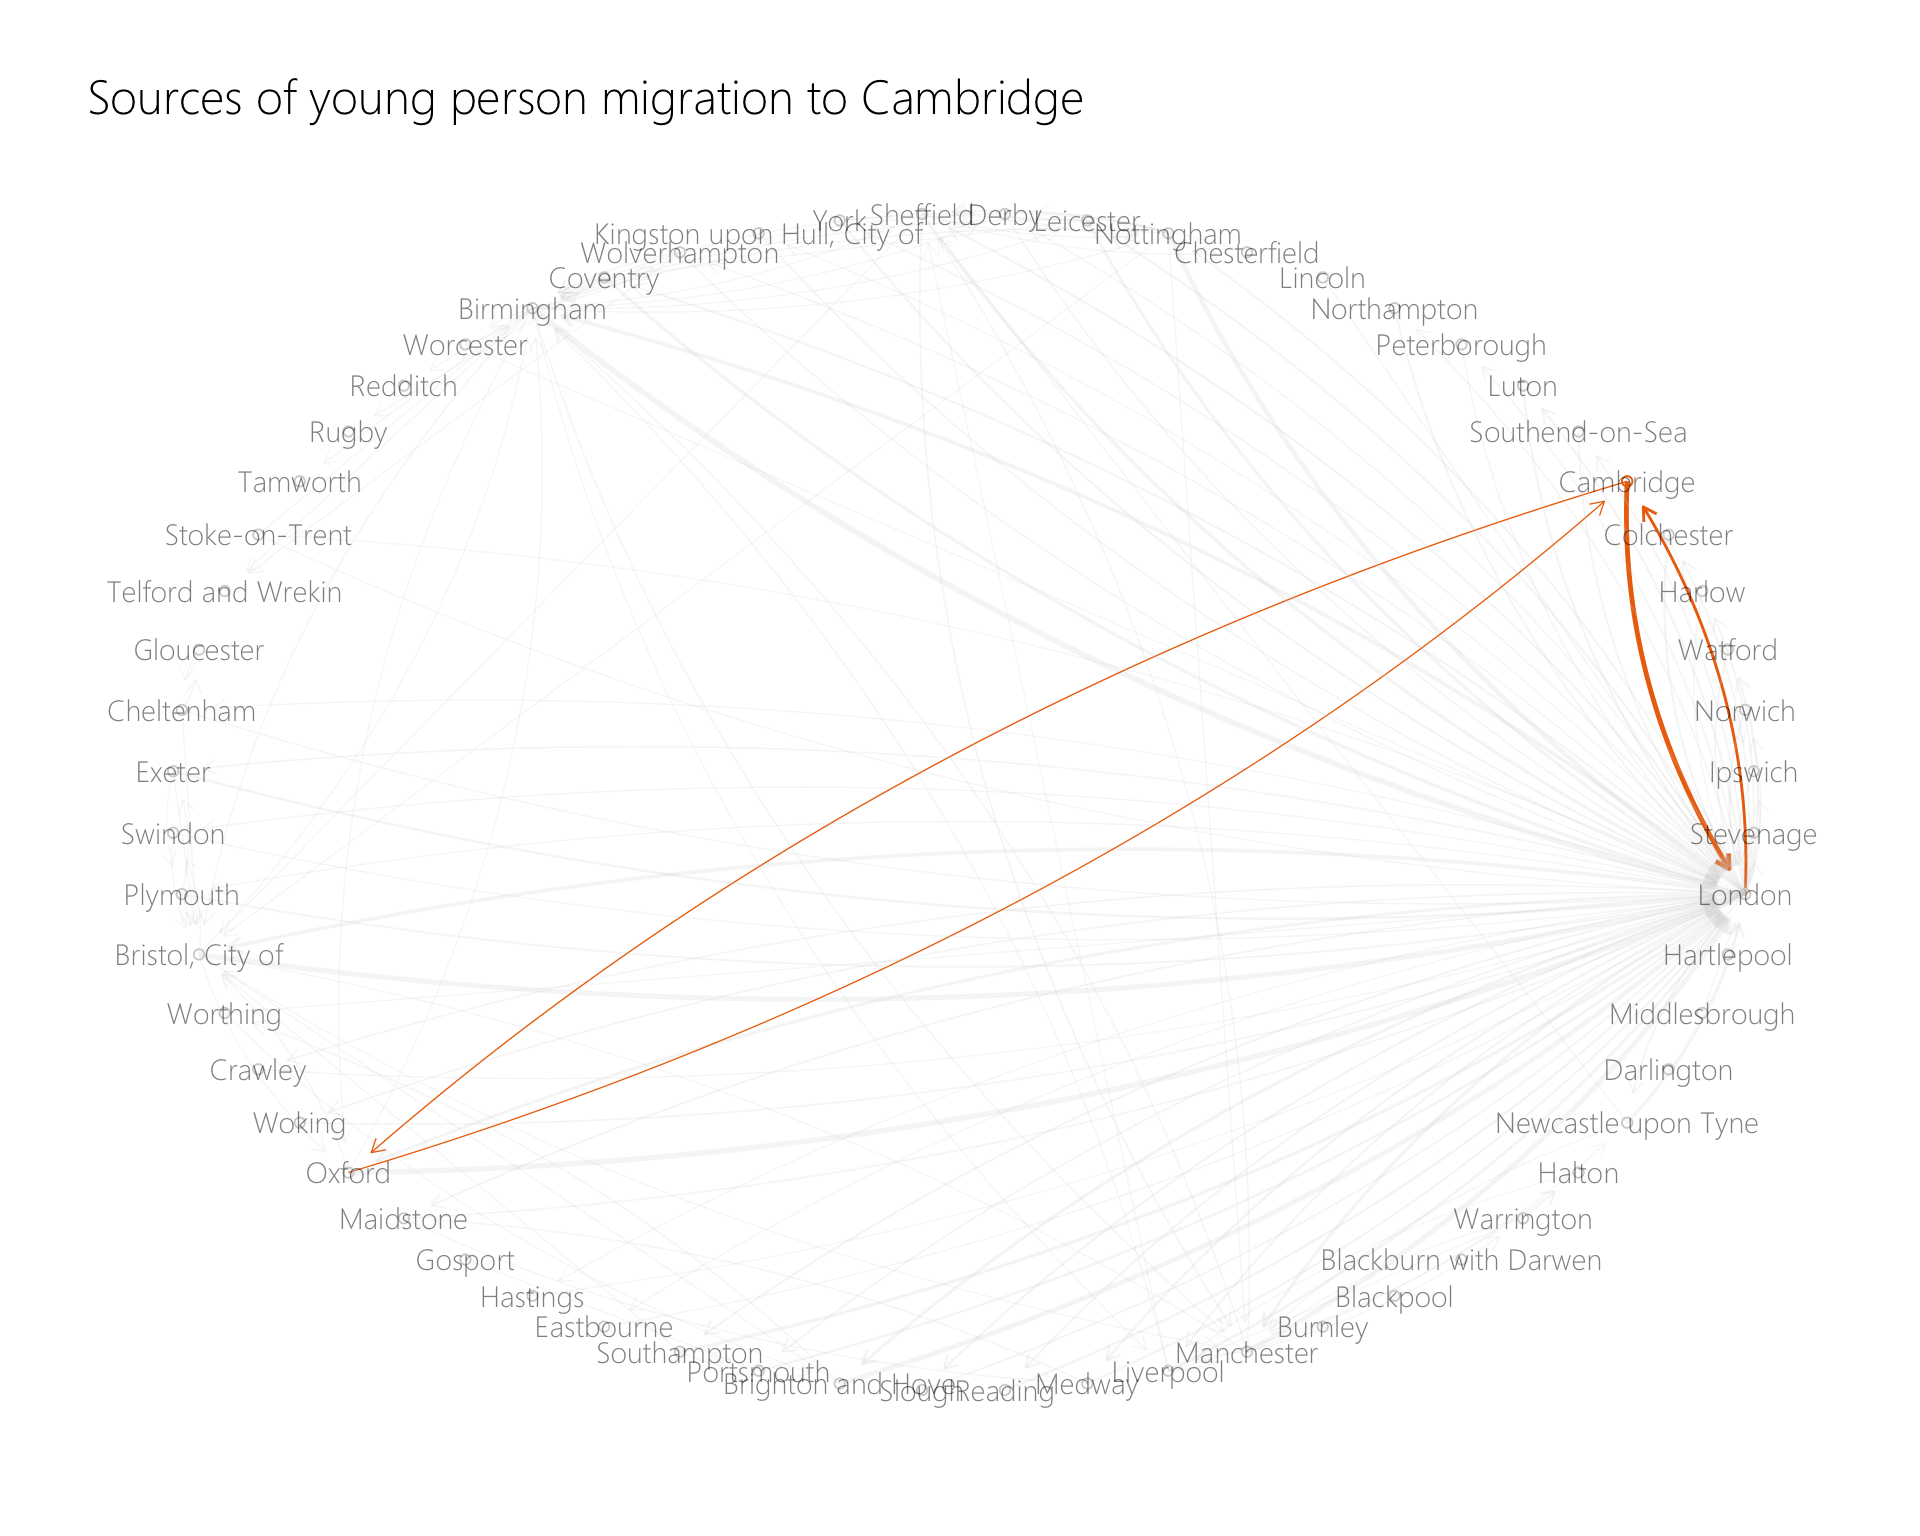 Sources of young person migration to Cambridge
Sheffield
Derby
York
Leicester
Kingston upon Hull, City of
Nottingham
Wolverhampton
Chesterfield
Coventry
Lincoln
Birmingham
Northampton
Worcester
Peterborough
Redditch
Luton
Rugby
Southend-on-Sea
Tamworth
Cambridge
Stoke-on-Trent
Colchester
Telford and Wrekin
Harlow
Gloucester
Watford
Cheltenham
Norwich
Exeter
Ipswich
Swindon
Stevenage
Plymouth
London
Bristol, City of
Hartlepool
Worthing
Middlesbrough
Crawley
Darlington
Woking
Newcastle upon Tyne
Oxford
Halton
Maidstone
Warrington
Gosport
Blackburn with Darwen
Hastings
Blackpool
Eastbourne
Burnley
Southampton
Manchester
Portsmouth
Liverpool
Brighton and Hove
Medway
Slough
Reading